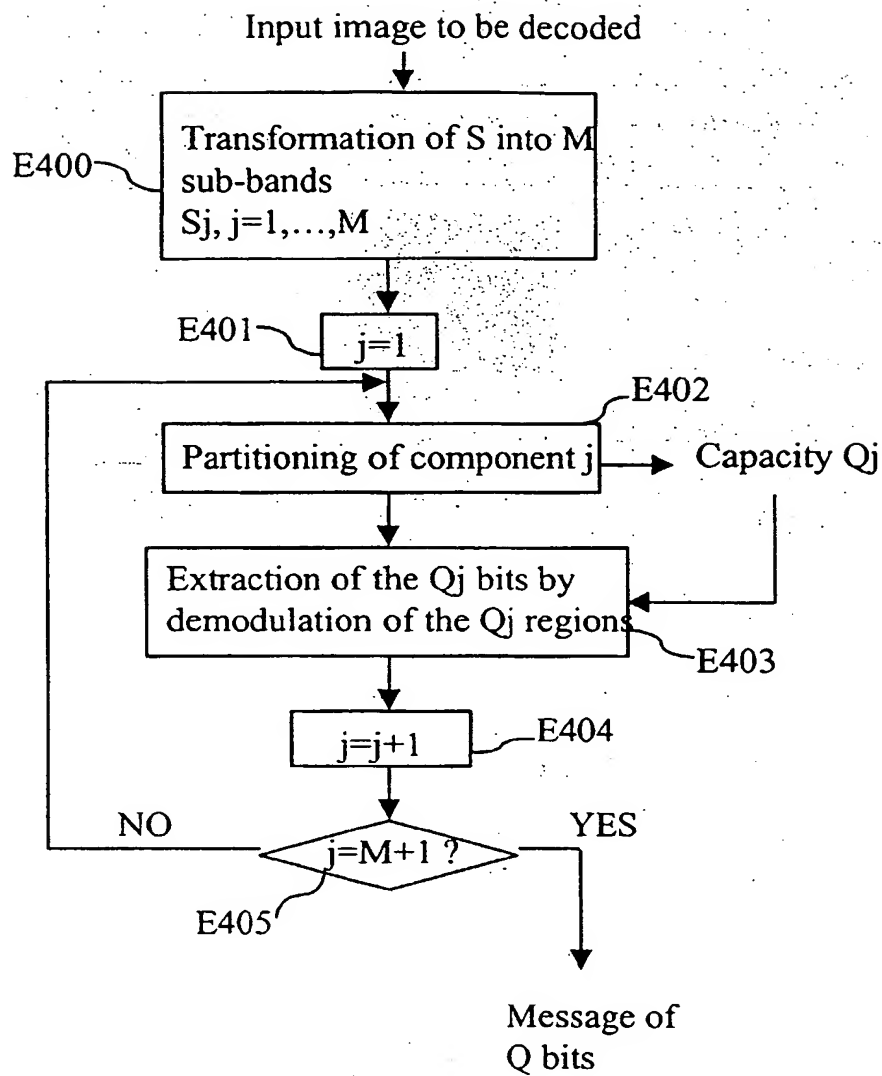 Input image to be decoded
E400
Transformation of S into M
sub-bands
Sj, j=1,...,M
E401
j=1
E402
Partitioning of component j
Capacity Qj
Extraction of the Qj bits by
demodulation of the Qj regions
E403
j=j+1
E404
NO
YES
j=M+1 ?
E405
Message of
Q bits